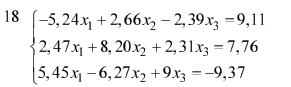 18 { −5,24x₁ + 2,66x₂ − 2,39x₃ = 9,11
2,47x₁ + 8,20x₂ + 2,31x₃ = 7,76
5,45x₁ − 6,27x₂ + 9x₃ = −9,37